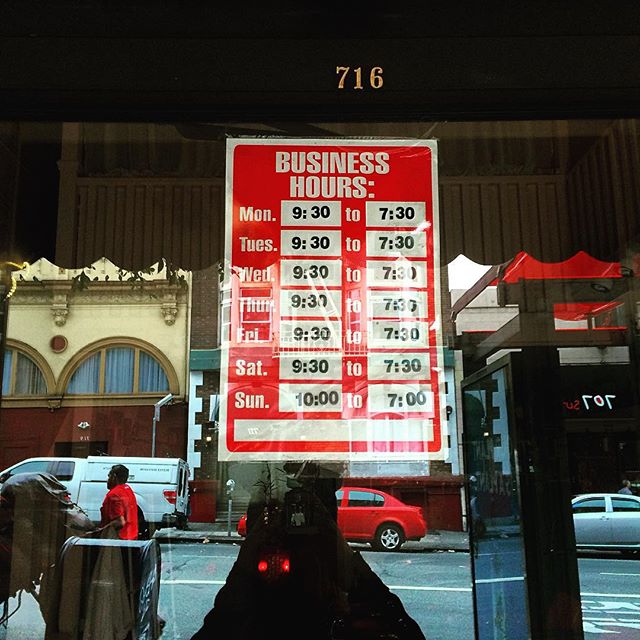 716
BUSINESS
HOURS:
Mon. 9:30 to 7:30
Tues. 9:30 to 7:30
Wed. 9:30 to 7:30
Thur. 9:30 to 7:30
Fri. 9:30 to 7:30
Sat. 9:30 to 7:30
Sun. 10:00 to 7:00
707